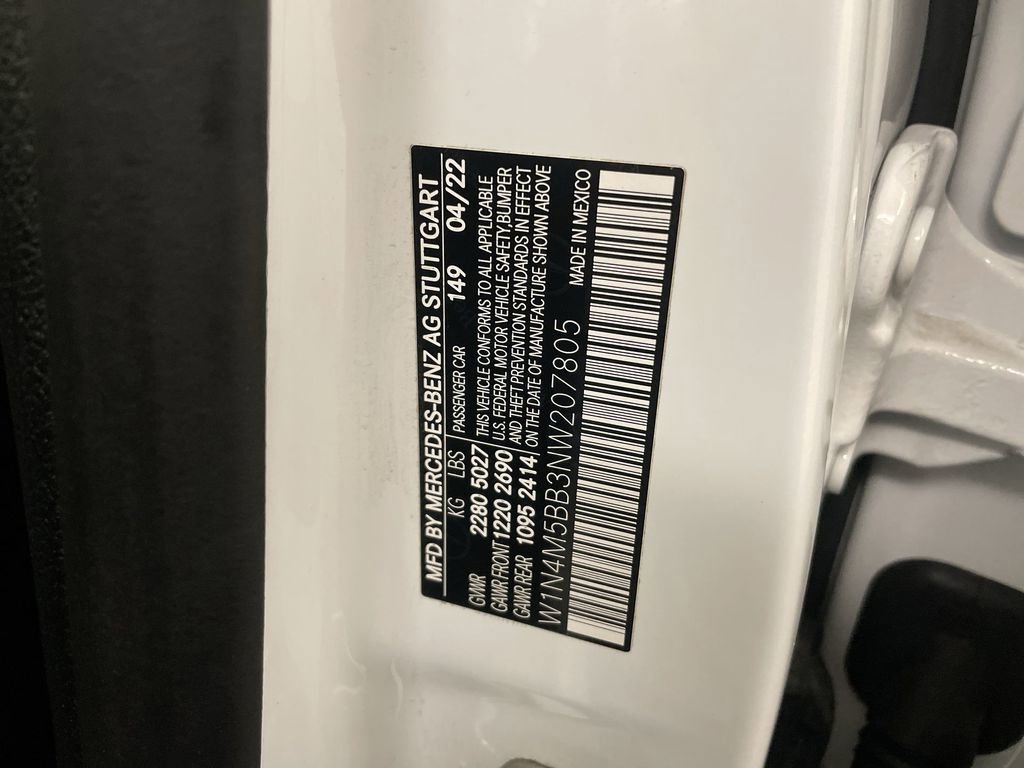 MFD BY MERCEDES-BENZ AG STUTTGART
KG LBS PASSENGER CAR 149 04/22
GVWR 2280 5027 THIS VEHICLE CONFORMS TO ALL APPLICABLE
GAWR FRONT 1220 2690 U.S. FEDERAL MOTOR VEHICLE SAFETY, BUMPER
GAWR REAR 1095 2414 AND THEFT PREVENTION STANDARDS IN EFFECT
ON THE DATE OF MANUFACTURE SHOWN ABOVE
W1N4M5BB3NW207805 MADE IN MEXICO